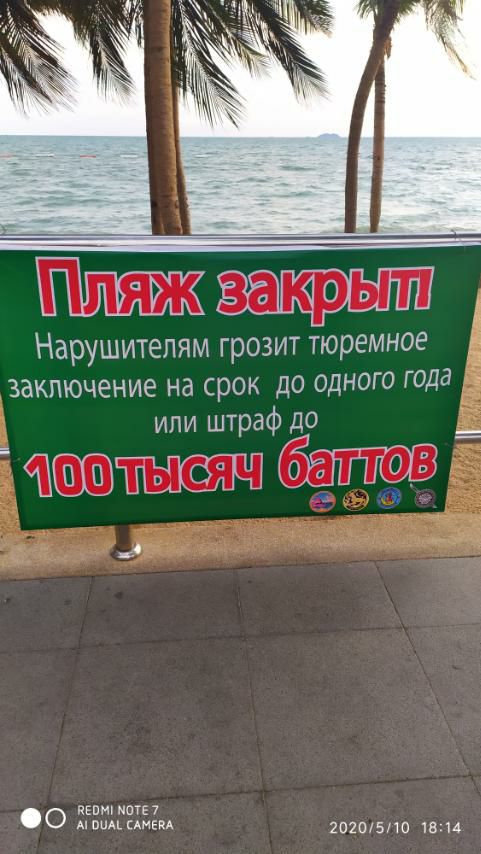 Пляж закрыт!
Нарушителям грозит тюремное
заключение на срок до одного года
или штраф до
100 тысяч баттов
REDMI NOTE 7
AI DUAL CAMERA
2020/5/10 18:14